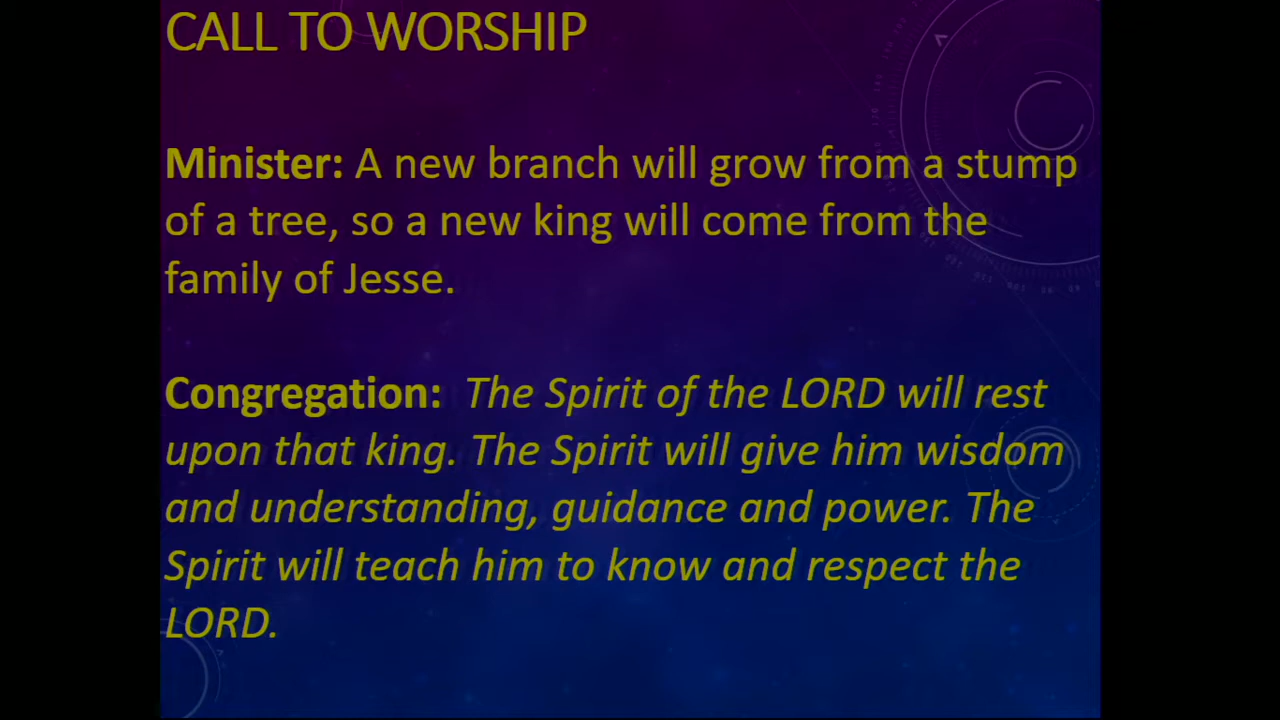 CALL TO WORSHIP
Minister: A new branch will grow from a stump
of a tree, so a new king will come from the
family of Jesse.
Congregation: The Spirit of the LORD will rest
upon that king. The Spirit will give him wisdom
and understanding, guidance and power. The
Spirit will teach him to know and respect the
LORD.